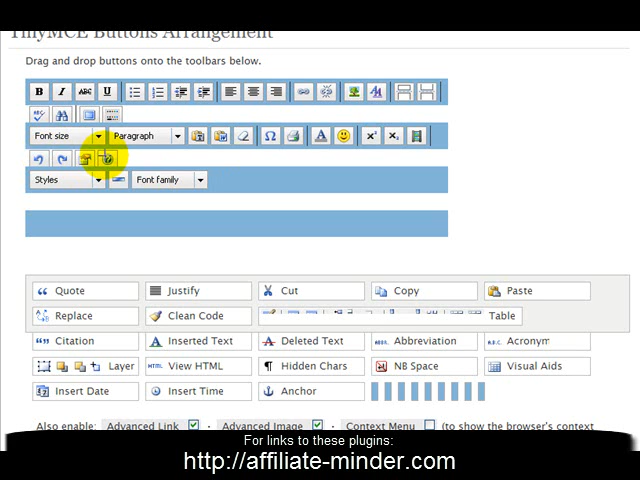 TinyMCE Buttons Arrangement
Drag and drop buttons onto the toolbars below.
B I ABC U
ABC
Font size Paragraph
Styles Font family
Quote Justify Cut Copy Paste
Replace Clean Code Table
Citation Inserted Text Deleted Text Abbreviation Acronym
Layer View HTML Hidden Chars NB Space Visual Aids
Insert Date Insert Time Anchor
Also enable: Advanced Link · Advanced Image · Context Menu (to show the browser's context
For links to these plugins:
http://affiliate-minder.com